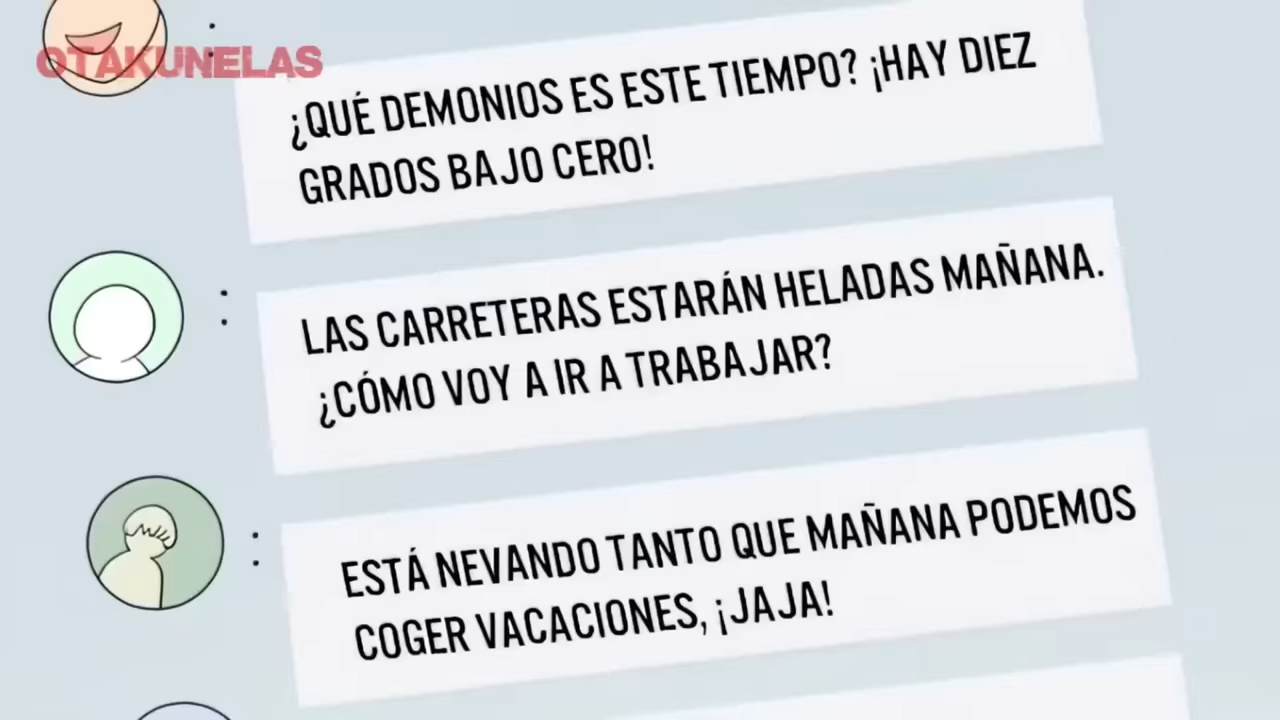 OTAKUNELAS
¿QUÉ DEMONIOS ES ESTE TIEMPO? ¡HAY DIEZ
GRADOS BAJO CERO!
LAS CARRETERAS ESTARÁN HELADAS MAÑANA.
¿CÓMO VOY A IR A TRABAJAR?
ESTÁ NEVANDO TANTO QUE MAÑANA PODEMOS
COGER VACACIONES, ¡JAJA!